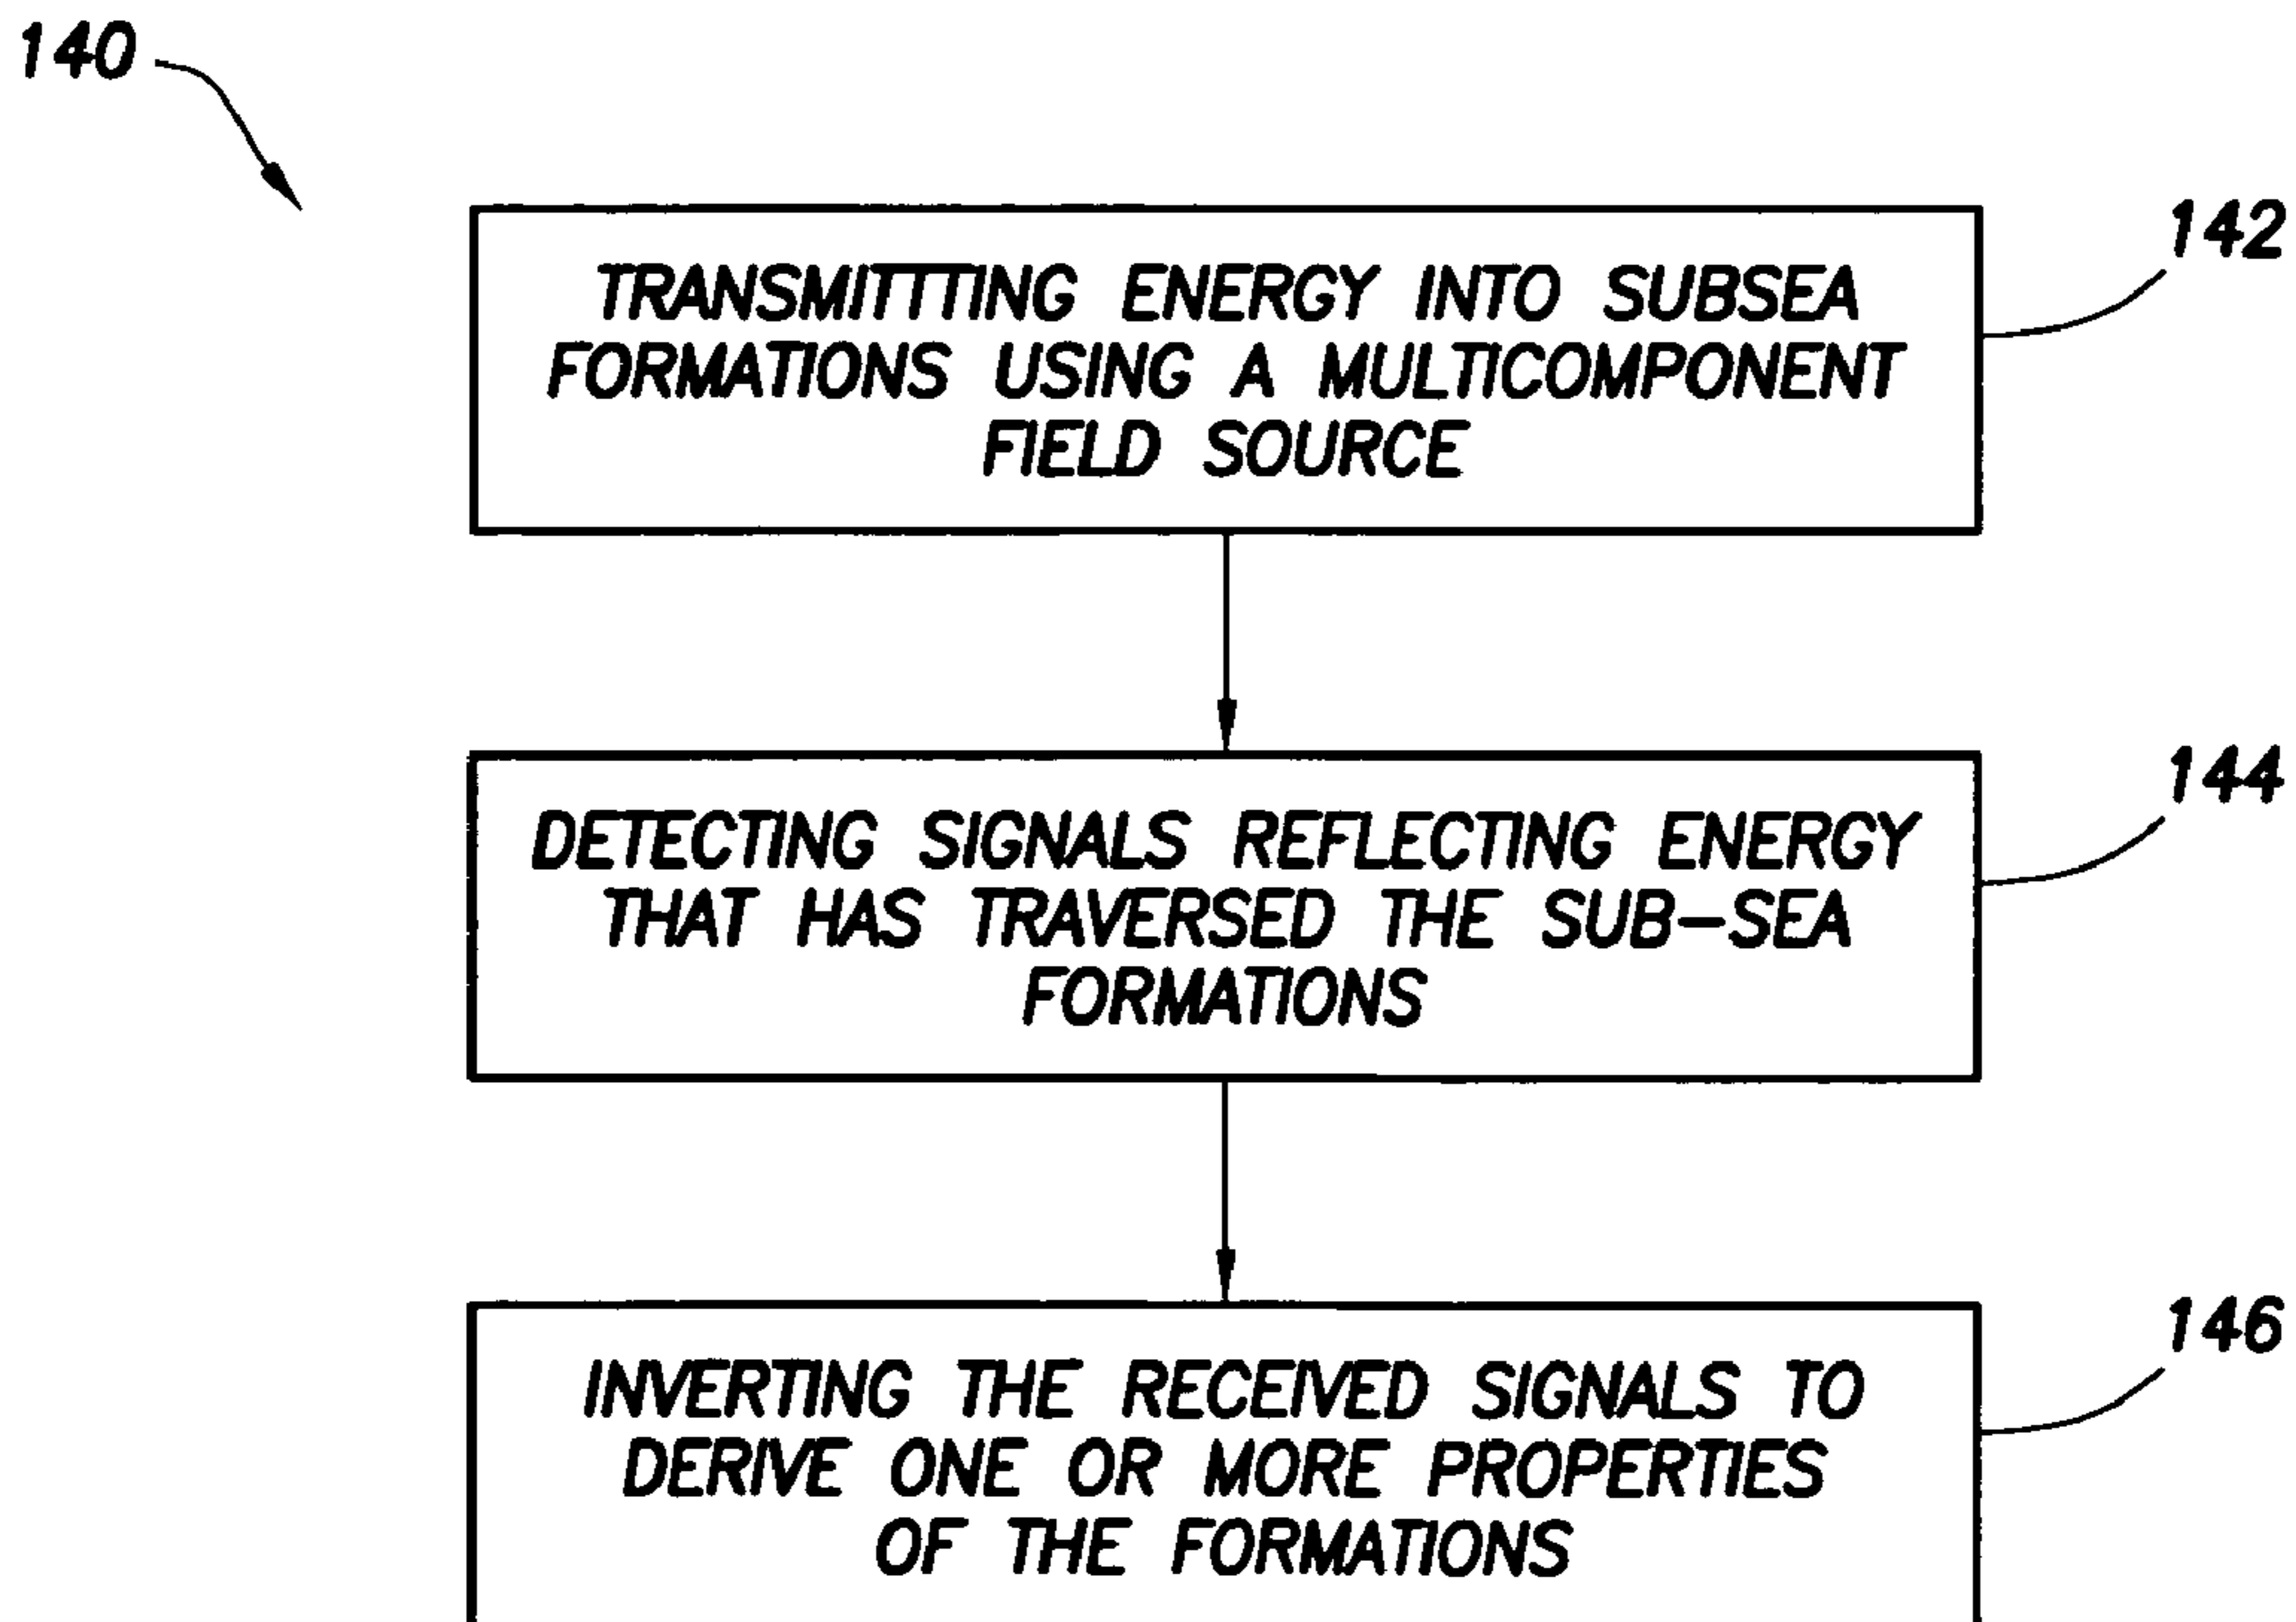 140
142
TRANSMITTTING ENERGY INTO SUBSEA
FORMATIONS USING A MULTICOMPONENT
FIELD SOURCE
144
DETECTING SIGNALS REFLECTING ENERGY
THAT HAS TRAVERSED THE SUB-SEA
FORMATIONS
146
INVERTING THE RECEIVED SIGNALS TO
DERIVE ONE OR MORE PROPERTIES
OF THE FORMATIONS